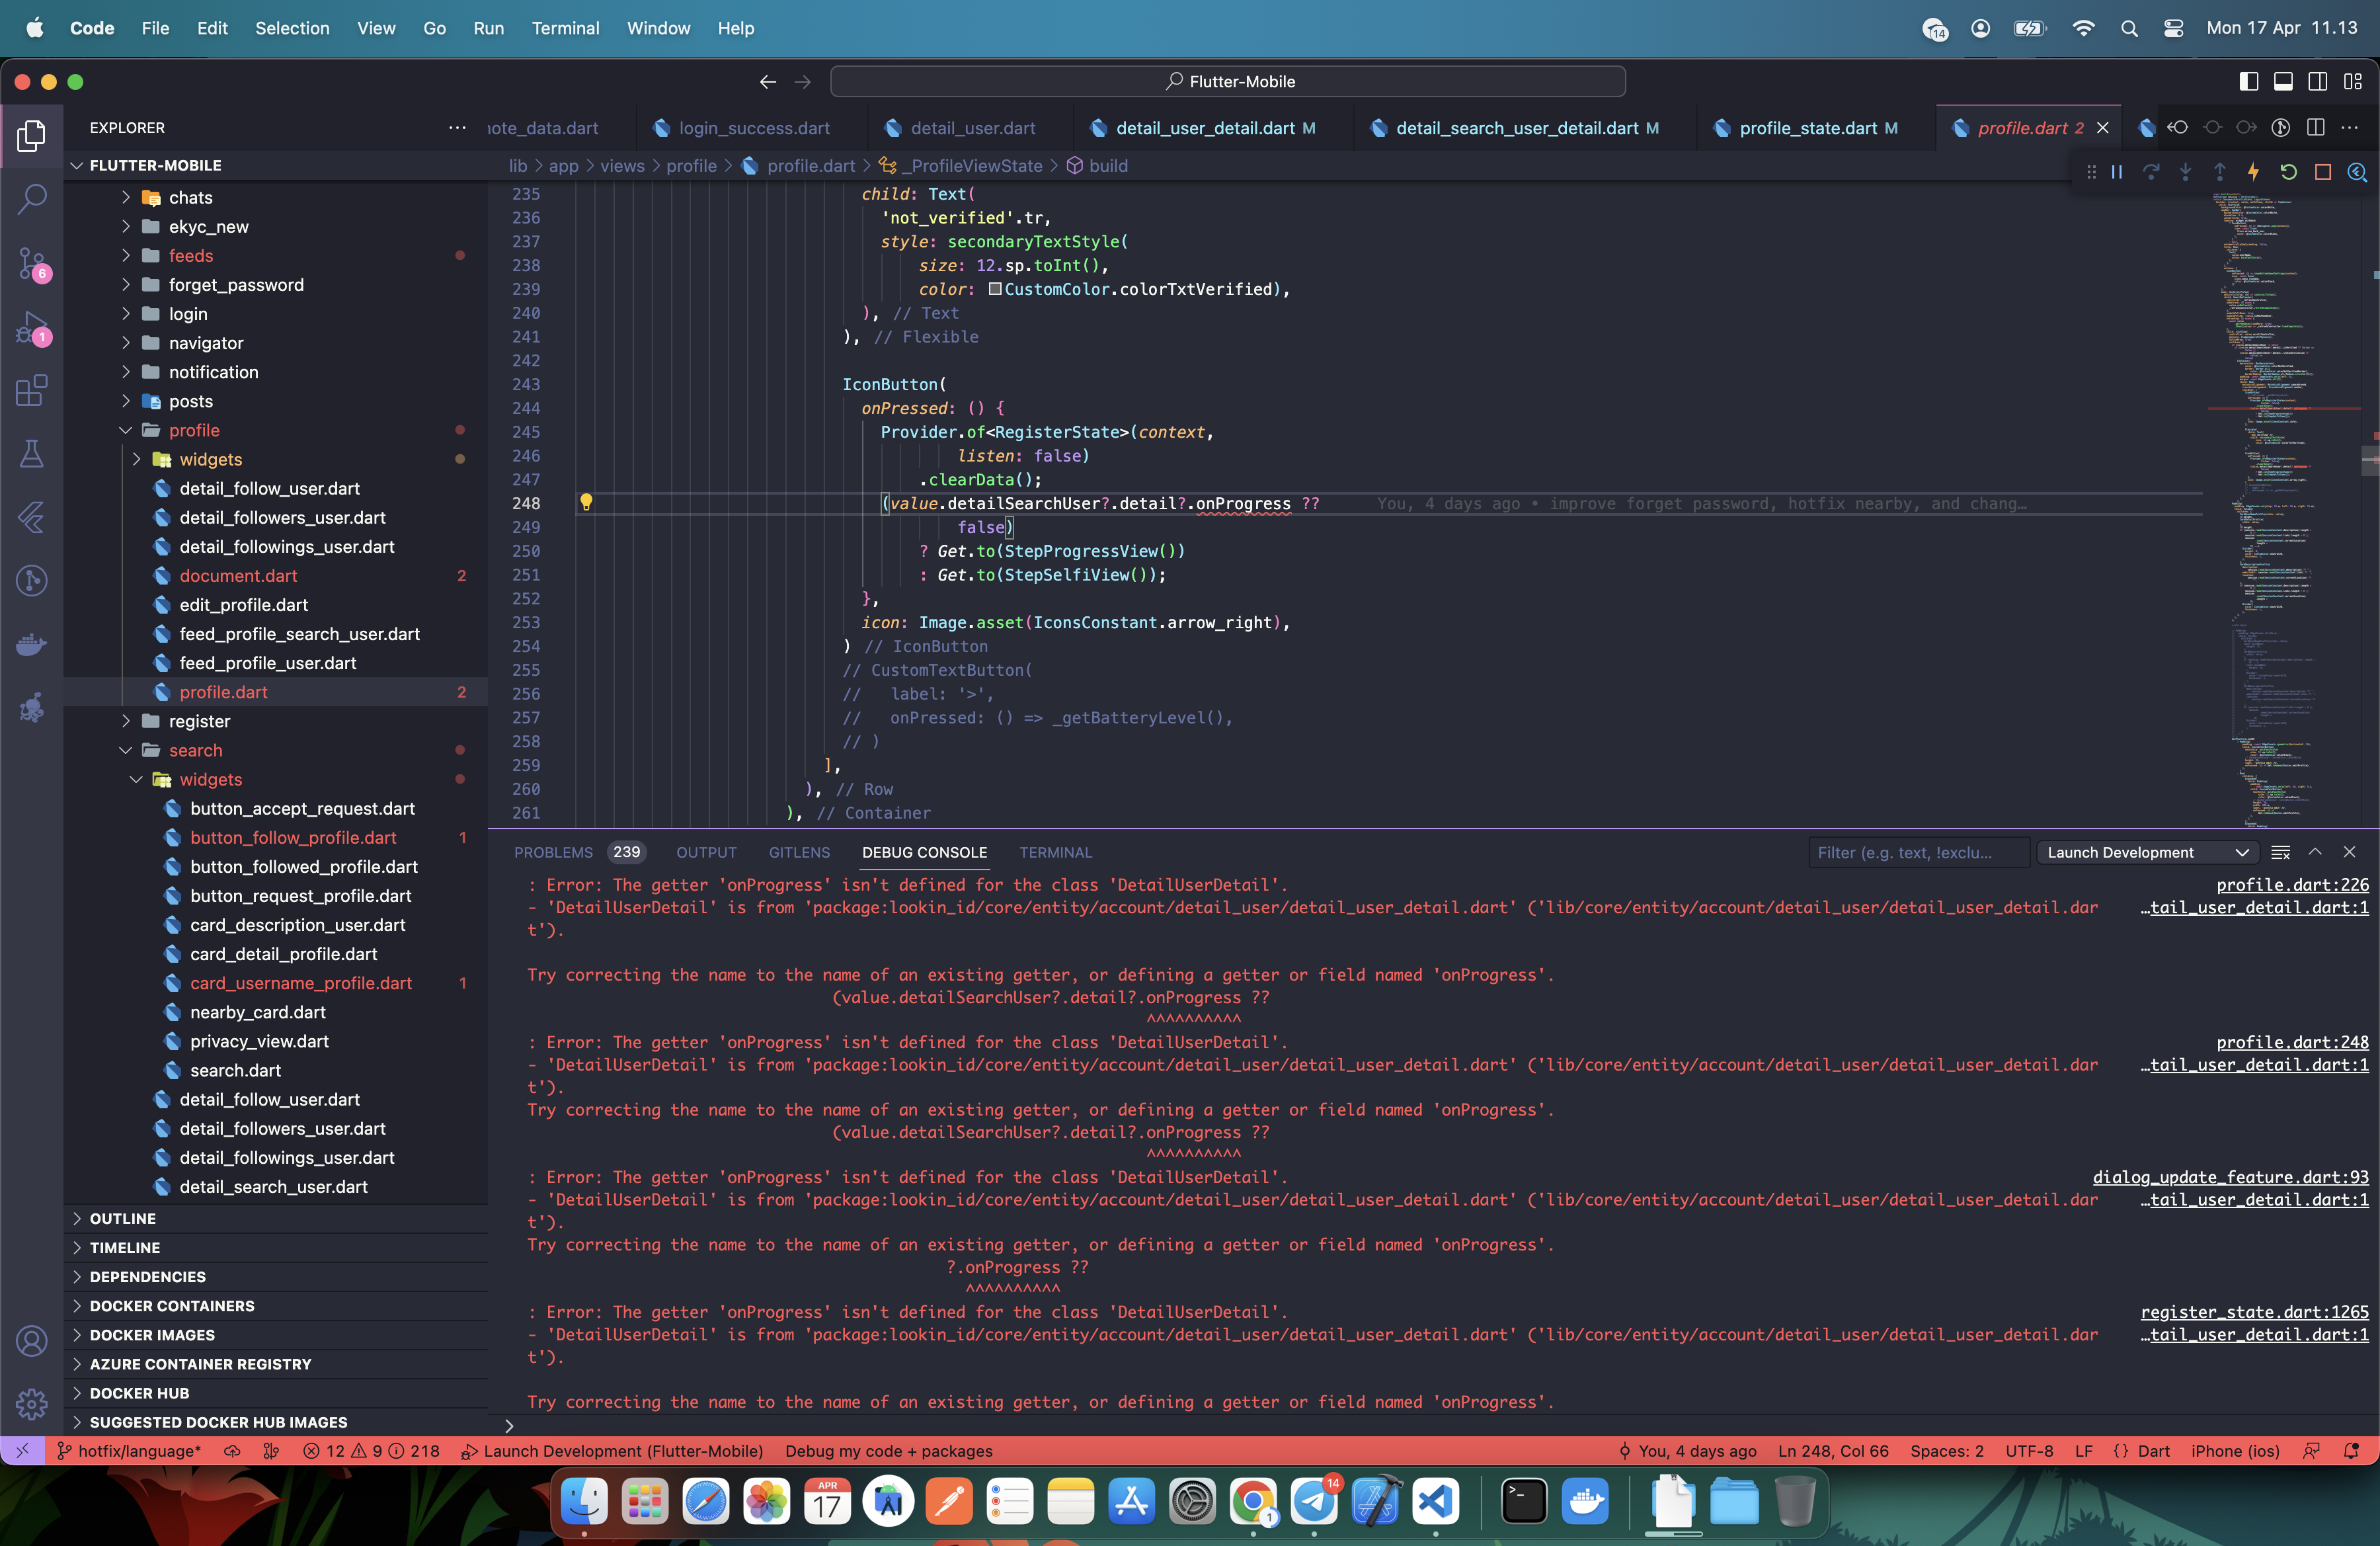 Code File Edit Selection View Go Run Terminal Window Help
14
Mon 17 Apr 11.13
Flutter-Mobile
EXPLORER
ote_data.dart
login_success.dart
detail_user.dart
detail_user_detail.dart M
detail_search_user_detail.dart M
profile_state.dart M
profile.dart 2
FLUTTER-MOBILE
lib > app > views > profile > profile.dart > _ProfileViewState > build
chats
ekyc_new
feeds
forget_password
login
navigator
notification
posts
profile
widgets
detail_follow_user.dart
detail_followers_user.dart
detail_followings_user.dart
document.dart 2
edit_profile.dart
feed_profile_search_user.dart
feed_profile_user.dart
profile.dart 2
register
search
widgets
button_accept_request.dart
button_follow_profile.dart 1
button_followed_profile.dart
button_request_profile.dart
card_description_user.dart
card_detail_profile.dart
card_username_profile.dart 1
nearby_card.dart
privacy_view.dart
search.dart
detail_follow_user.dart
detail_followers_user.dart
detail_followings_user.dart
detail_search_user.dart
OUTLINE
TIMELINE
DEPENDENCIES
DOCKER CONTAINERS
DOCKER IMAGES
AZURE CONTAINER REGISTRY
DOCKER HUB
SUGGESTED DOCKER HUB IMAGES
6
1
235 child: Text(
236 'not_verified'.tr,
237 style: secondaryTextStyle(
238 size: 12.sp.toInt(),
239 color: CustomColor.colorTxtVerified),
240 ), // Text
241 ), // Flexible
242
243 IconButton(
244 onPressed: () {
245 Provider.of<RegisterState>(context,
246 listen: false)
247 .clearData();
248 (value.detailSearchUser?.detail?.onProgress ?? You, 4 days ago • improve forget password, hotfix nearby, and chang…
249 false)
250 ? Get.to(StepProgressView())
251 : Get.to(StepSelfiView());
252 },
253 icon: Image.asset(IconsConstant.arrow_right),
254 ) // IconButton
255 // CustomTextButton(
256 // label: '>',
257 // onPressed: () => _getBatteryLevel(),
258 // )
259 ],
260 ), // Row
261 ), // Container
PROBLEMS 239 OUTPUT GITLENS DEBUG CONSOLE TERMINAL
Filter (e.g. text, !exclu...
Launch Development
: Error: The getter 'onProgress' isn't defined for the class 'DetailUserDetail'. profile.dart:226
- 'DetailUserDetail' is from 'package:lookin_id/core/entity/account/detail_user/detail_user_detail.dart' ('lib/core/entity/account/detail_user/detail_user_detail.dar …tail_user_detail.dart:1
t').
Try correcting the name to the name of an existing getter, or defining a getter or field named 'onProgress'.
(value.detailSearchUser?.detail?.onProgress ??
^^^^^^^^^^
: Error: The getter 'onProgress' isn't defined for the class 'DetailUserDetail'. profile.dart:248
- 'DetailUserDetail' is from 'package:lookin_id/core/entity/account/detail_user/detail_user_detail.dart' ('lib/core/entity/account/detail_user/detail_user_detail.dar …tail_user_detail.dart:1
t').
Try correcting the name to the name of an existing getter, or defining a getter or field named 'onProgress'.
(value.detailSearchUser?.detail?.onProgress ??
^^^^^^^^^^
: Error: The getter 'onProgress' isn't defined for the class 'DetailUserDetail'. dialog_update_feature.dart:93
- 'DetailUserDetail' is from 'package:lookin_id/core/entity/account/detail_user/detail_user_detail.dart' ('lib/core/entity/account/detail_user/detail_user_detail.dar …tail_user_detail.dart:1
t').
Try correcting the name to the name of an existing getter, or defining a getter or field named 'onProgress'.
?.onProgress ??
^^^^^^^^^^
: Error: The getter 'onProgress' isn't defined for the class 'DetailUserDetail'. register_state.dart:1265
- 'DetailUserDetail' is from 'package:lookin_id/core/entity/account/detail_user/detail_user_detail.dart' ('lib/core/entity/account/detail_user/detail_user_detail.dar …tail_user_detail.dart:1
t').
Try correcting the name to the name of an existing getter, or defining a getter or field named 'onProgress'.
>
hotfix/language* 12 9 218 Launch Development (Flutter-Mobile) Debug my code + packages
You, 4 days ago Ln 248, Col 66 Spaces: 2 UTF-8 LF {} Dart iPhone (ios)
APR
17
1
14
>_